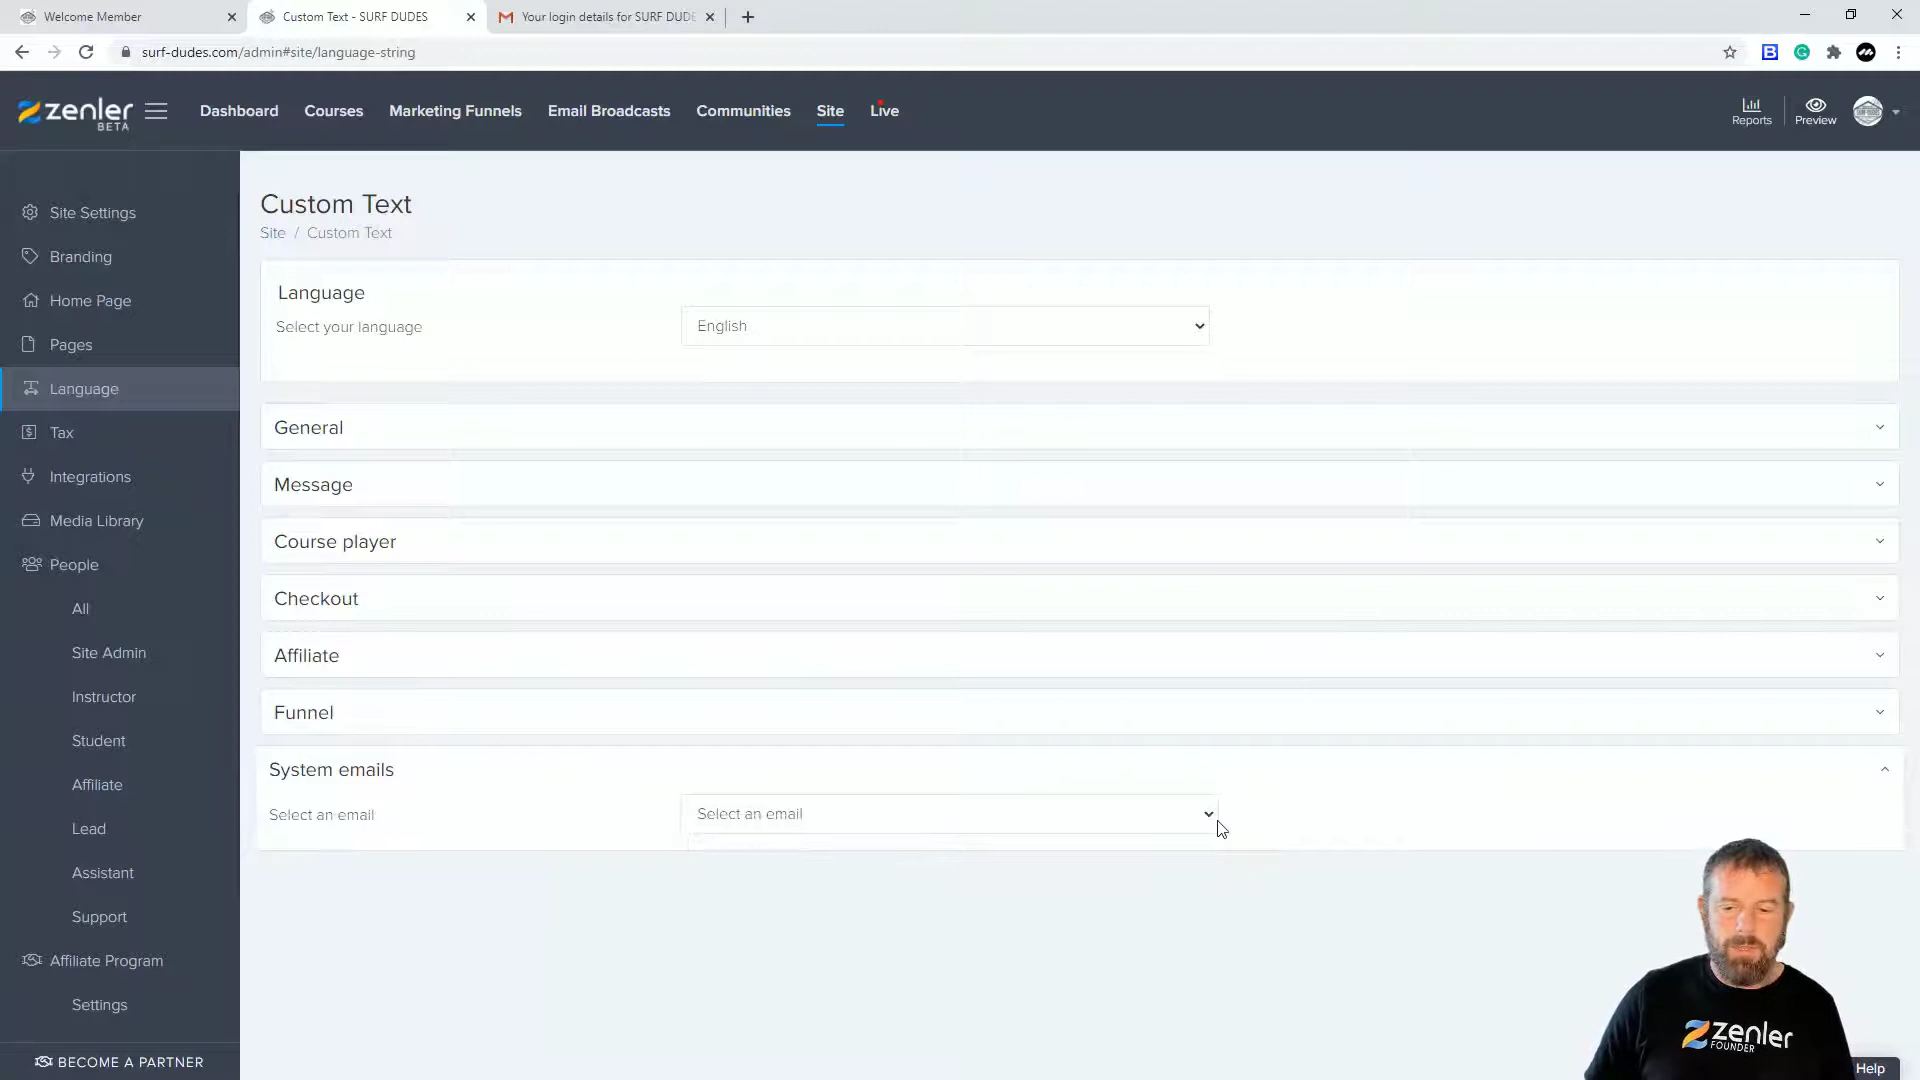 Welcome Member
Custom Text - SURF DUDES
Your login details for SURF DUDE
surf-dudes.com/admin#site/language-string
zenler
BETA
Dashboard
Courses
Marketing Funnels
Email Broadcasts
Communities
Site
Live
Reports
Preview
Site Settings
Branding
Home Page
Pages
Language
Tax
Integrations
Media Library
People
All
Site Admin
Instructor
Student
Affiliate
Lead
Assistant
Support
Affiliate Program
Settings
BECOME A PARTNER
Custom Text
Site / Custom Text
Language
Select your language
English
General
Message
Course player
Checkout
Affiliate
Funnel
System emails
Select an email
Select an email
zenler
FOUNDER
Help